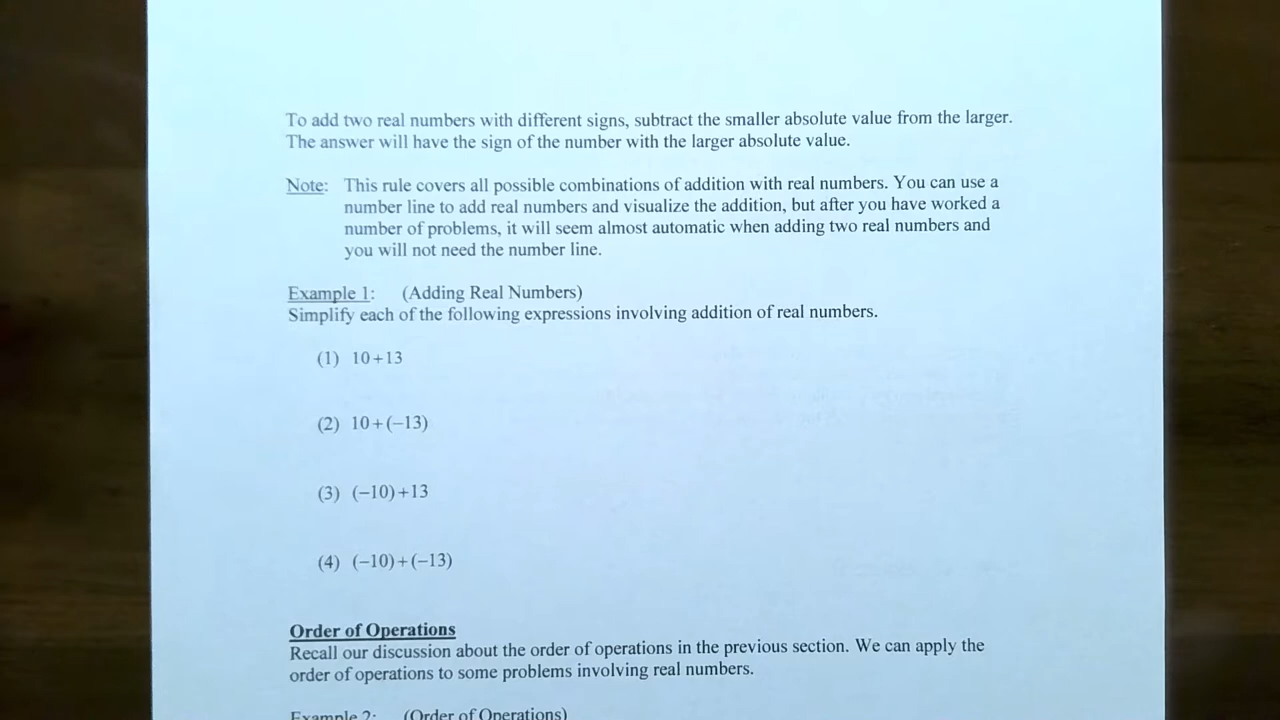 To add two real numbers with different signs, subtract the smaller absolute value from the larger.
The answer will have the sign of the number with the larger absolute value.
Note: This rule covers all possible combinations of addition with real numbers. You can use a
number line to add real numbers and visualize the addition, but after you have worked a
number of problems, it will seem almost automatic when adding two real numbers and
you will not need the number line.
Example 1: (Adding Real Numbers)
Simplify each of the following expressions involving addition of real numbers.
(1) 10+13
(2) 10+(−13)
(3) (−10)+13
(4) (−10)+(−13)
Order of Operations
Recall our discussion about the order of operations in the previous section. We can apply the
order of operations to some problems involving real numbers.
Example 2: (Order of Operations)